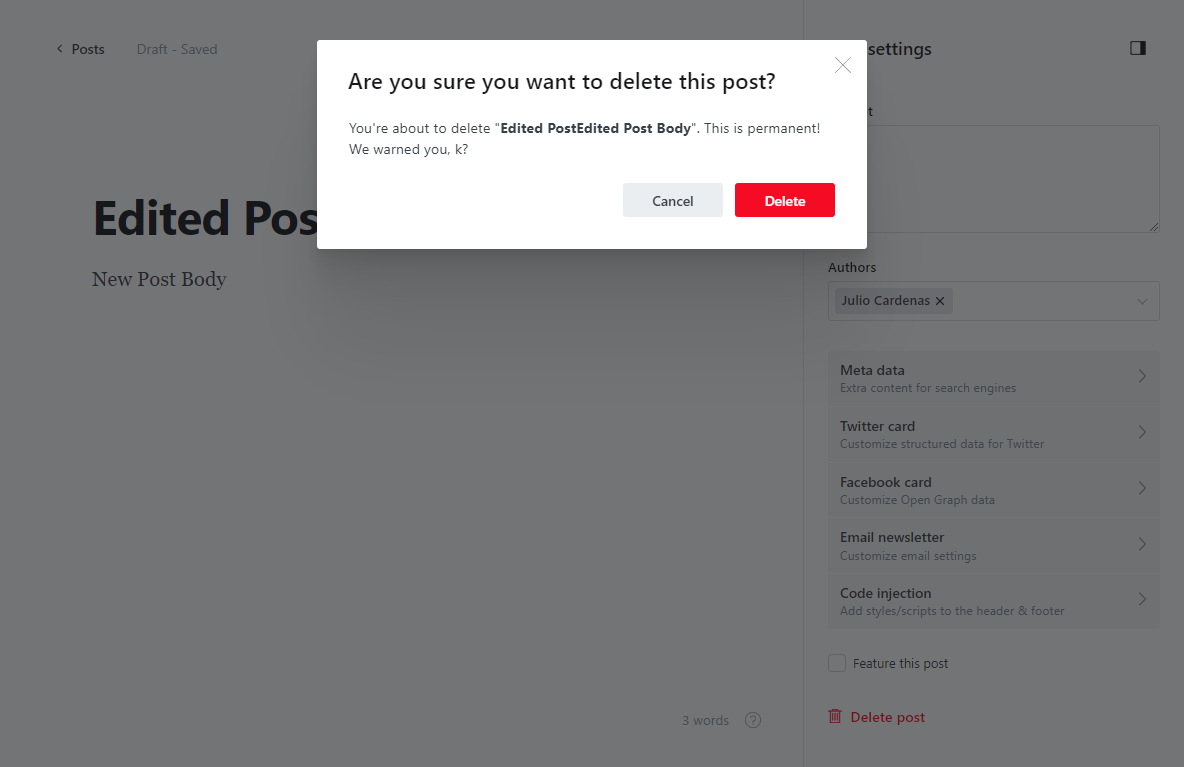 Posts
Draft - Saved
settings
Are you sure you want to delete this post?
You're about to delete "Edited PostEdited Post Body". This is permanent!
We warned you, k?
Cancel
Delete
Edited Pos
New Post Body
Authors
Julio Cardenas
Meta data
Extra content for search engines
Twitter card
Customize structured data for Twitter
Facebook card
Customize Open Graph data
Email newsletter
Customize email settings
Code injection
Add styles/scripts to the header & footer
Feature this post
3 words
?
Delete post